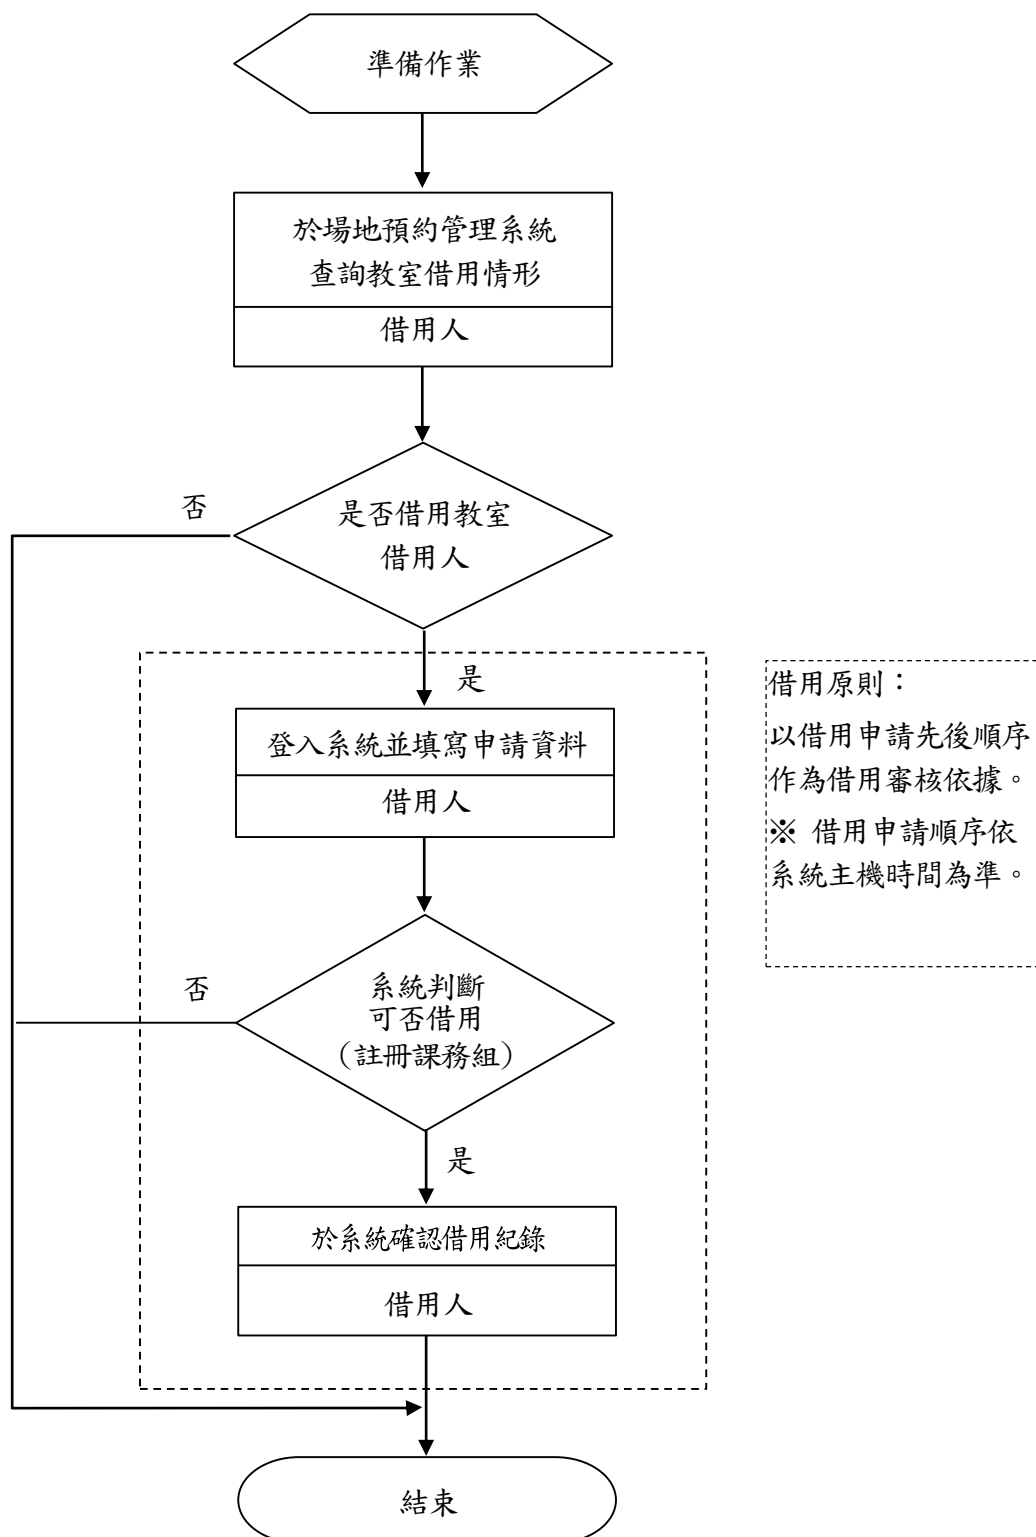 準備作業
於場地預約管理系統
查詢教室借用情形
借用人
否
是否借用教室
借用人
是
登入系統並填寫申請資料
借用人
借用原則：
以借用申請先後順序
作為借用審核依據。
※ 借用申請順序依
系統主機時間為準。
否
系統判斷
可否借用
（註冊課務組）
是
於系統確認借用紀錄
借用人
結束